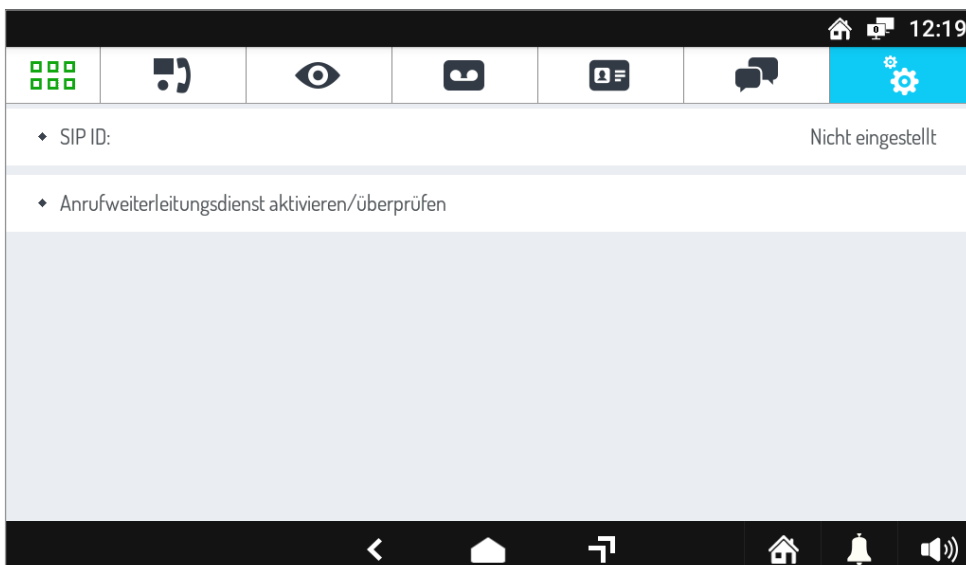 12:19
SIP ID:
Nicht eingestellt
Anrufweiterleitungsdienst aktivieren/überprüfen